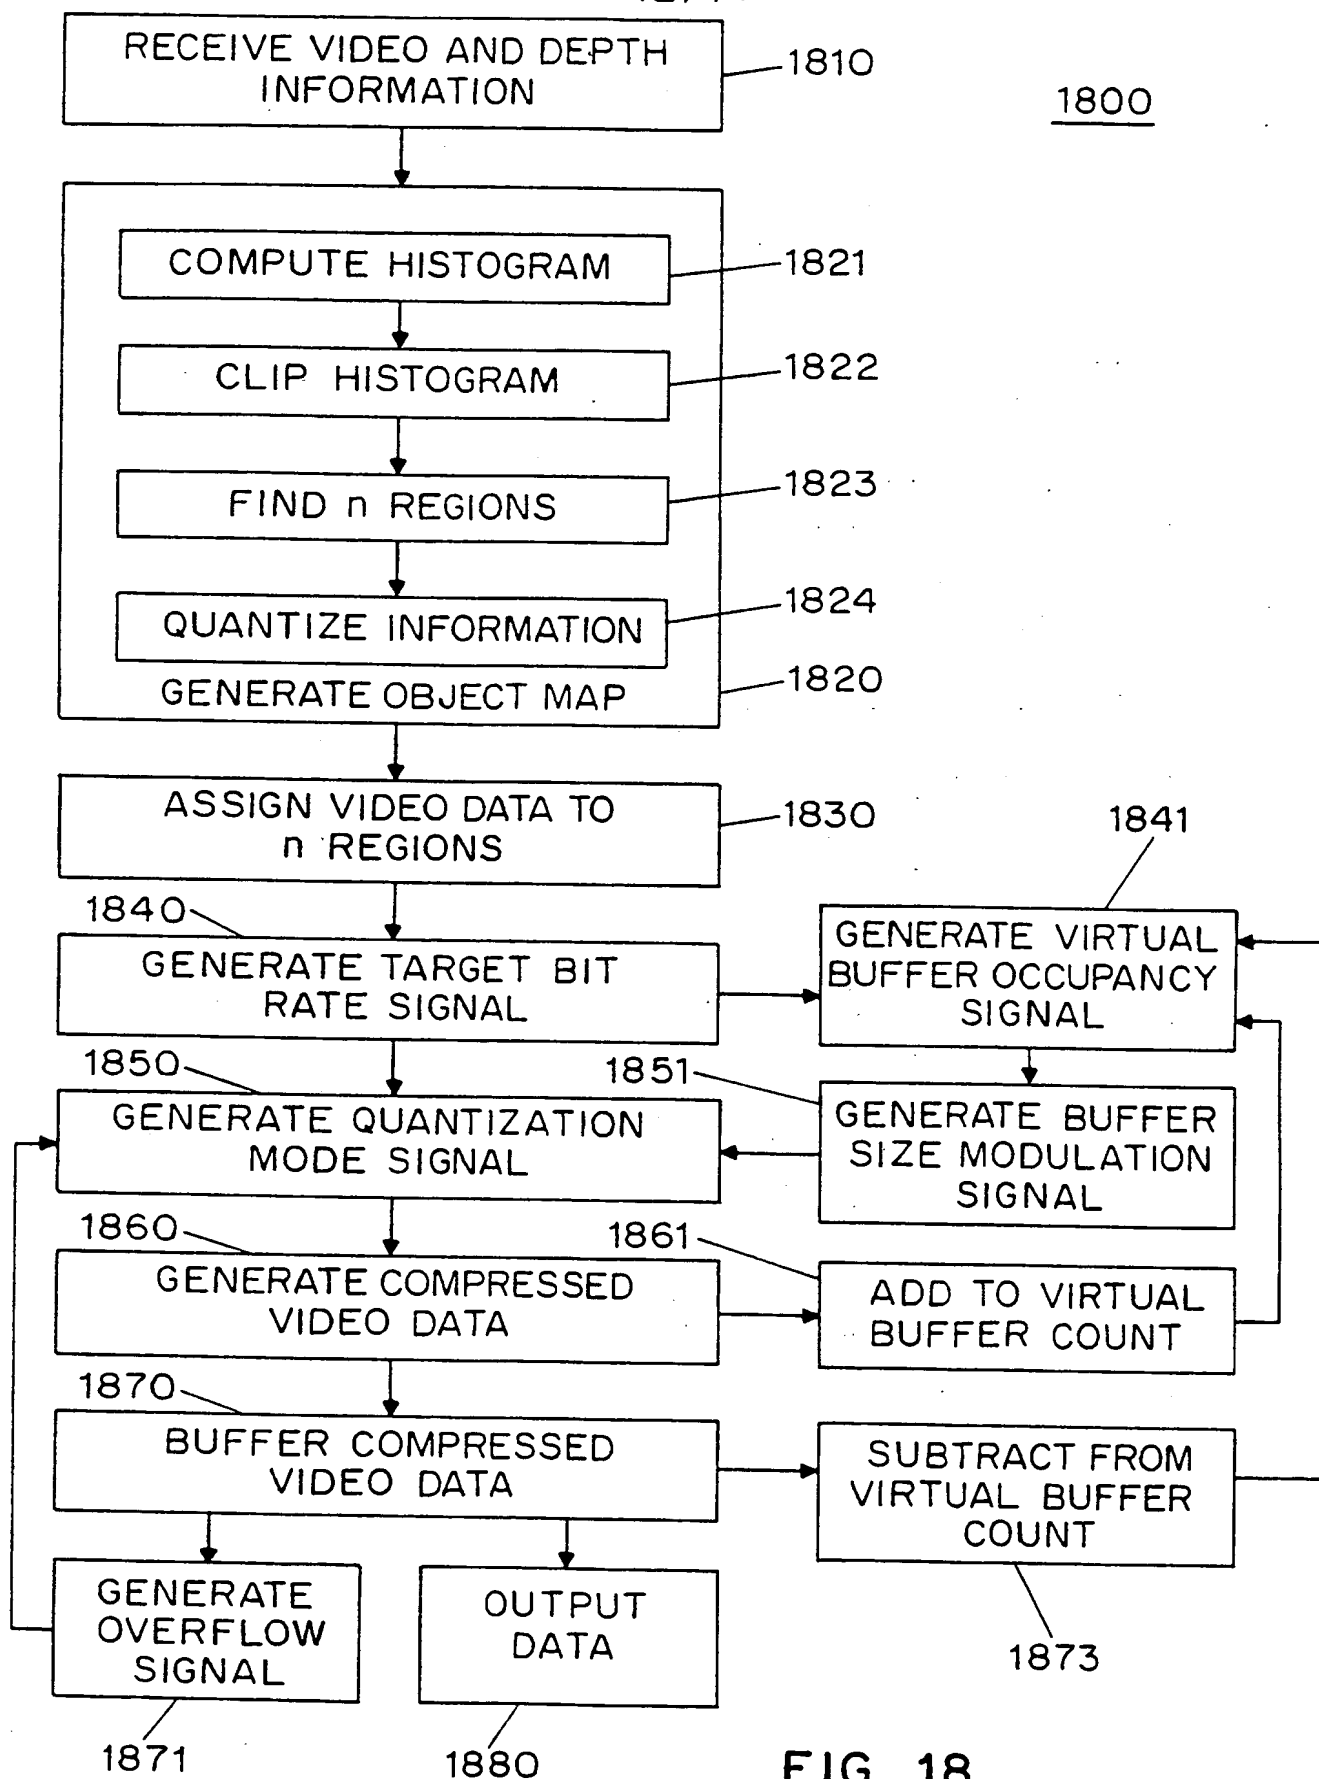 RECEIVE VIDEO AND DEPTH
INFORMATION
1810
1800
COMPUTE HISTOGRAM
1821
CLIP HISTOGRAM
1822
FIND n REGIONS
1823
QUANTIZE INFORMATION
1824
GENERATE OBJECT MAP
1820
ASSIGN VIDEO DATA TO
n REGIONS
1830
1841
1840
GENERATE TARGET BIT
RATE SIGNAL
GENERATE VIRTUAL
BUFFER OCCUPANCY
SIGNAL
1850
GENERATE QUANTIZATION
MODE SIGNAL
1851
GENERATE BUFFER
SIZE MODULATION
SIGNAL
1860
GENERATE COMPRESSED
VIDEO DATA
1861
ADD TO VIRTUAL
BUFFER COUNT
1870
BUFFER COMPRESSED
VIDEO DATA
SUBTRACT FROM
VIRTUAL BUFFER
COUNT
1873
GENERATE
OVERFLOW
SIGNAL
1871
OUTPUT
DATA
1880
FIG. 18